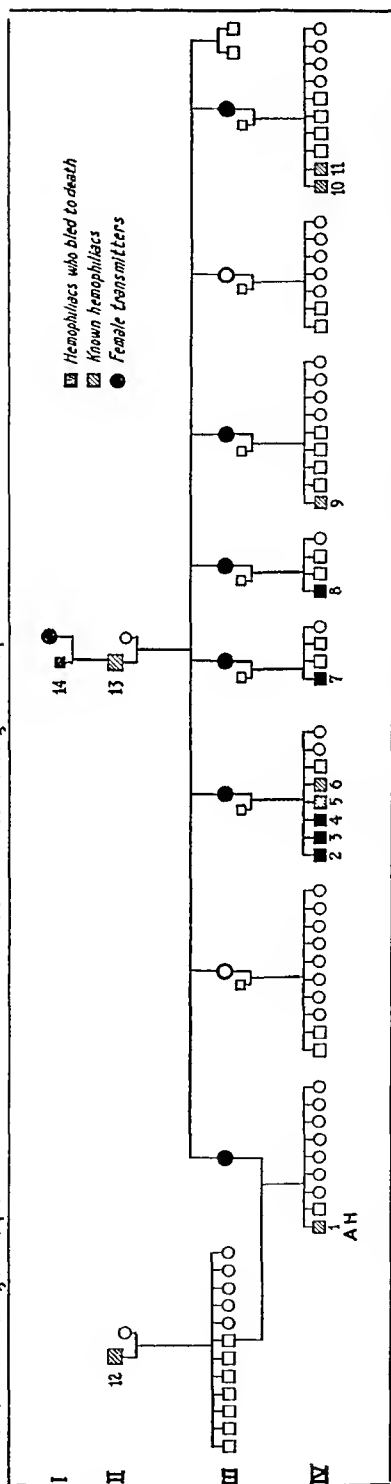 Hemophiliacs who bled to death
Known hemophiliacs
Female transmitters
I
14
II
12
13
III
IV
1
2 3 4 5 6
7
8
9
10 11
AH